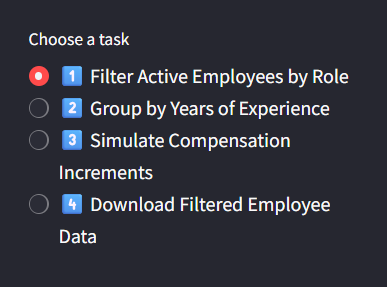 Choose a task
1️⃣ Filter Active Employees by Role
2️⃣ Group by Years of Experience
3️⃣ Simulate Compensation
Increments
4️⃣ Download Filtered Employee
Data